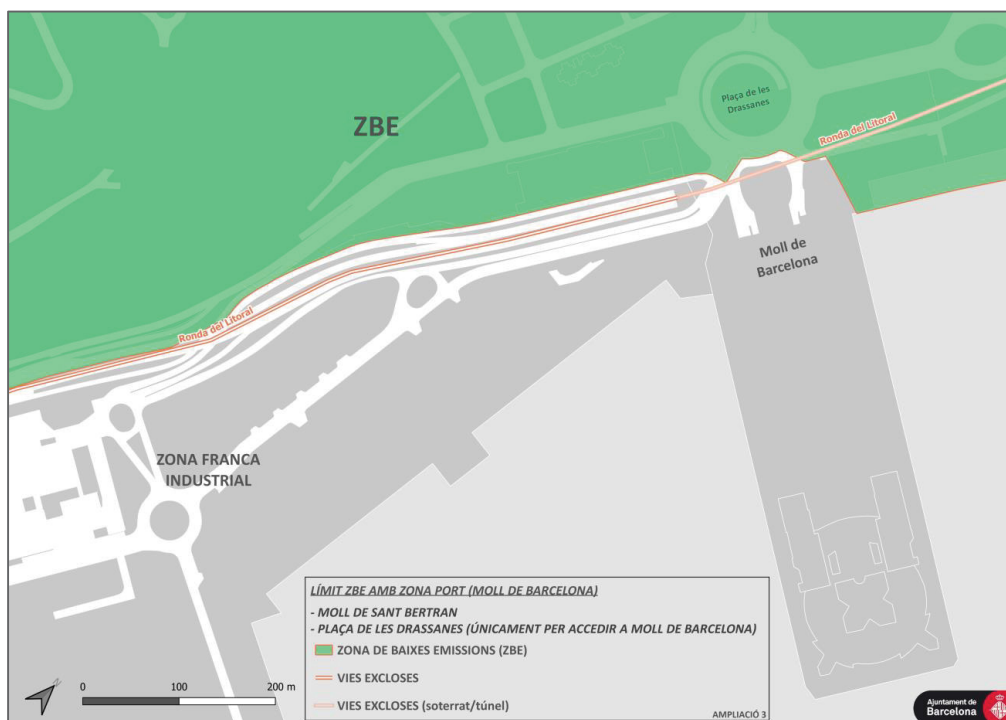 ZBE
Plaça de les
Drassanes
Ronda del Litoral
Moll de
Barcelona
Ronda del Litoral
ZONA FRANCA
INDUSTRIAL
LÍMIT ZBE AMB ZONA PORT (MOLL DE BARCELONA)
- MOLL DE SANT BERTRAN
- PLAÇA DE LES DRASSANES (ÚNICAMENT PER ACCEDIR A MOLL DE BARCELONA)
ZONA DE BAIXES EMISSIONS (ZBE)
VIES EXCLOSES
VIES EXCLOSES (soterrat/túnel)
AMPLIACIÓ 3
0 100 200 m
Ajuntament de
Barcelona